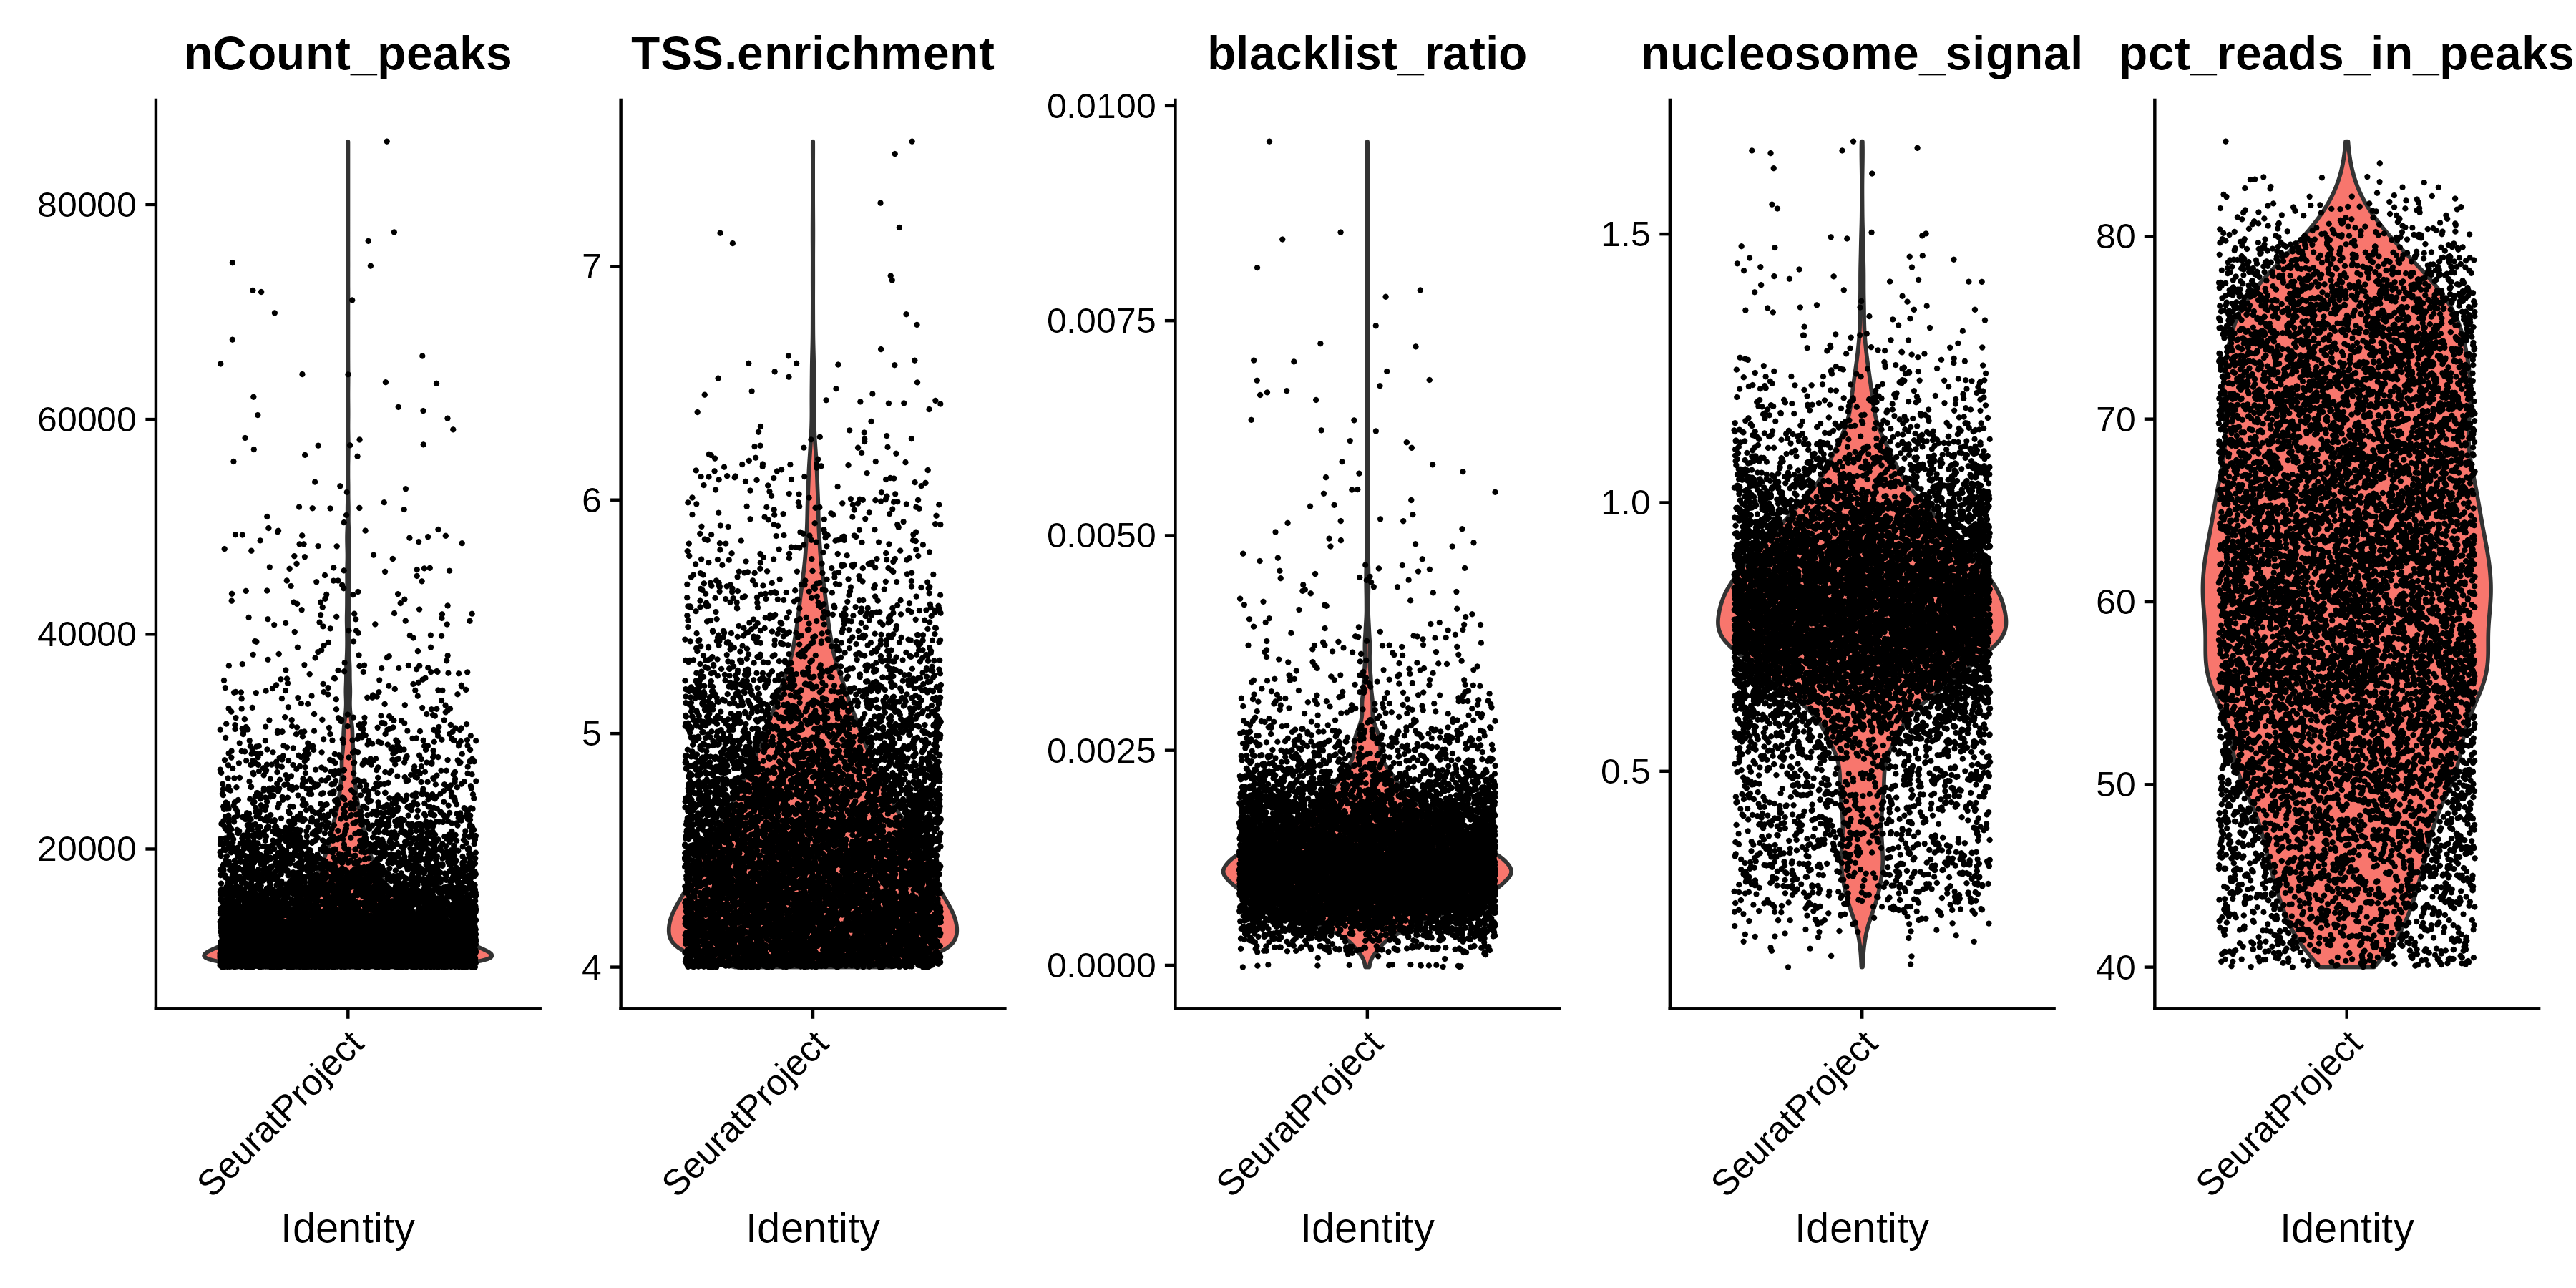 nCount_peaks
80000
60000
40000
20000
SeuratProject
Identity
TSS.enrichment
7
6
5
4
SeuratProject
Identity
blacklist_ratio
0.0100
0.0075
0.0050
0.0025
0.0000
SeuratProject
Identity
nucleosome_signal
1.5
1.0
0.5
SeuratProject
Identity
pct_reads_in_peaks
80
70
60
50
40
SeuratProject
Identity